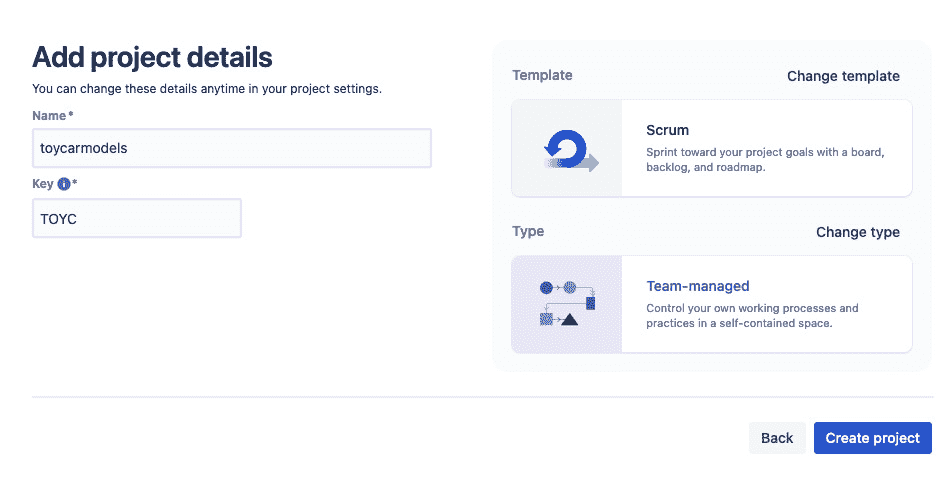 Add project details
You can change these details anytime in your project settings.
Name*
toycarmodels
Key i *
TOYC
Template
Change template
Scrum
Sprint toward your project goals with a board,
backlog, and roadmap.
Type
Change type
Team-managed
Control your own working processes and
practices in a self-contained space.
Back
Create project